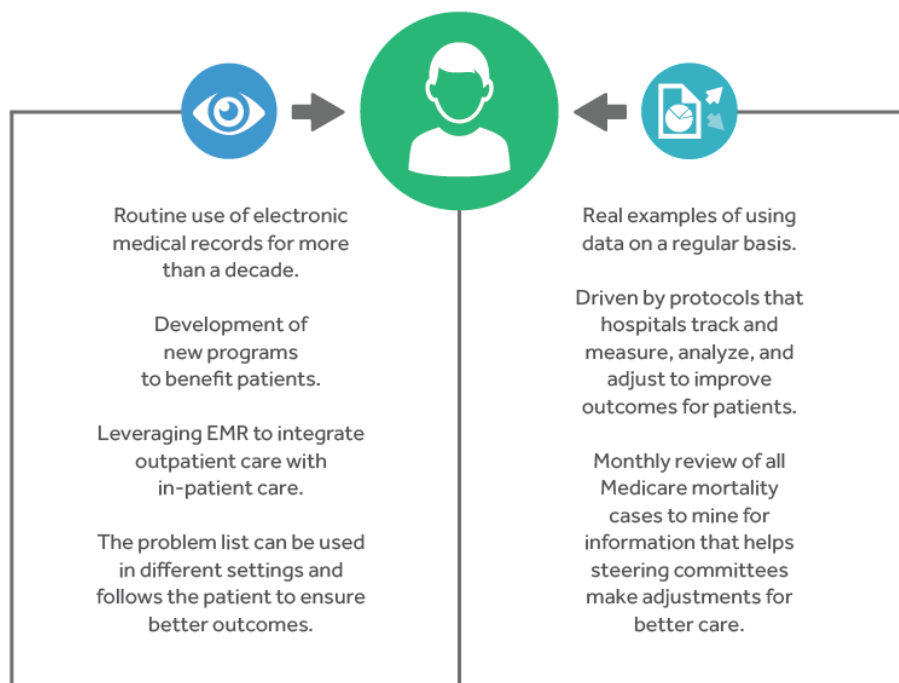 Routine use of electronic
medical records for more
than a decade.
Development of
new programs
to benefit patients.
Leveraging EMR to integrate
outpatient care with
in-patient care.
The problem list can be used
in different settings and
follows the patient to ensure
better outcomes.
Real examples of using
data on a regular basis.
Driven by protocols that
hospitals track and
measure, analyze, and
adjust to improve
outcomes for patients.
Monthly review of all
Medicare mortality
cases to mine for
information that helps
steering committees
make adjustments for
better care.